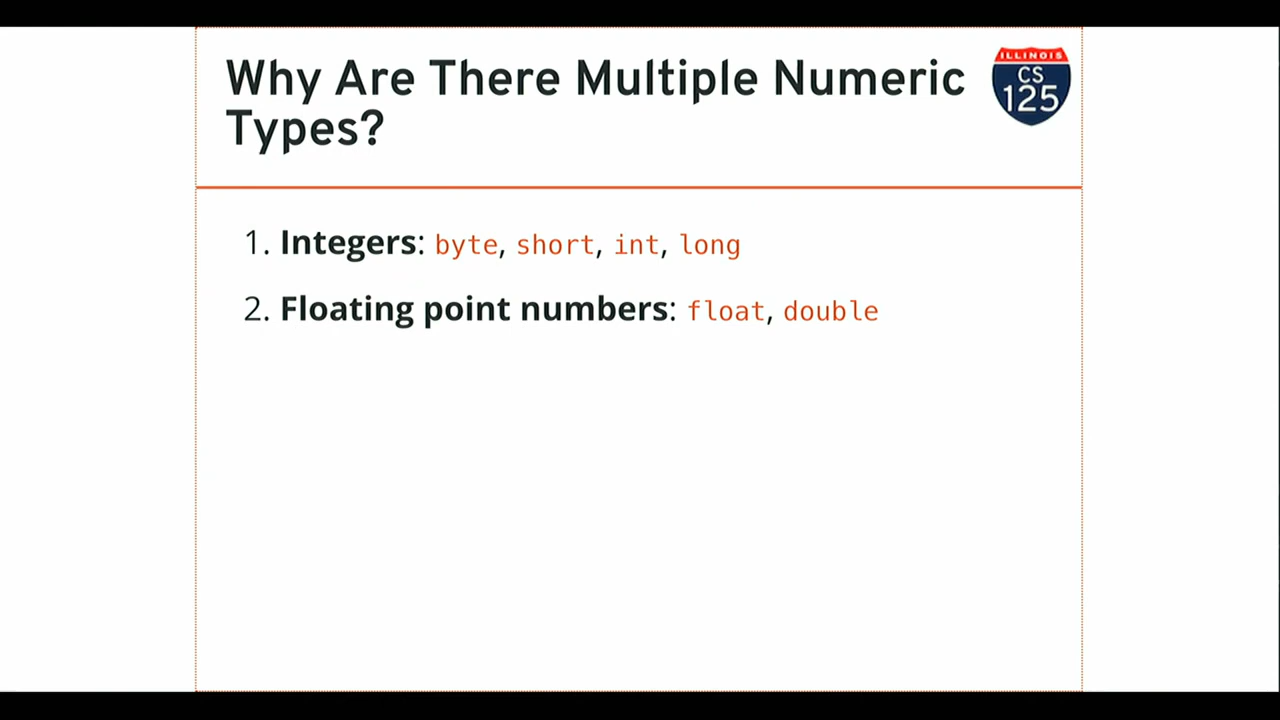 Why Are There Multiple Numeric
Types?
ILLINOIS
CS
125
1. Integers: byte, short, int, long
2. Floating point numbers: float, double